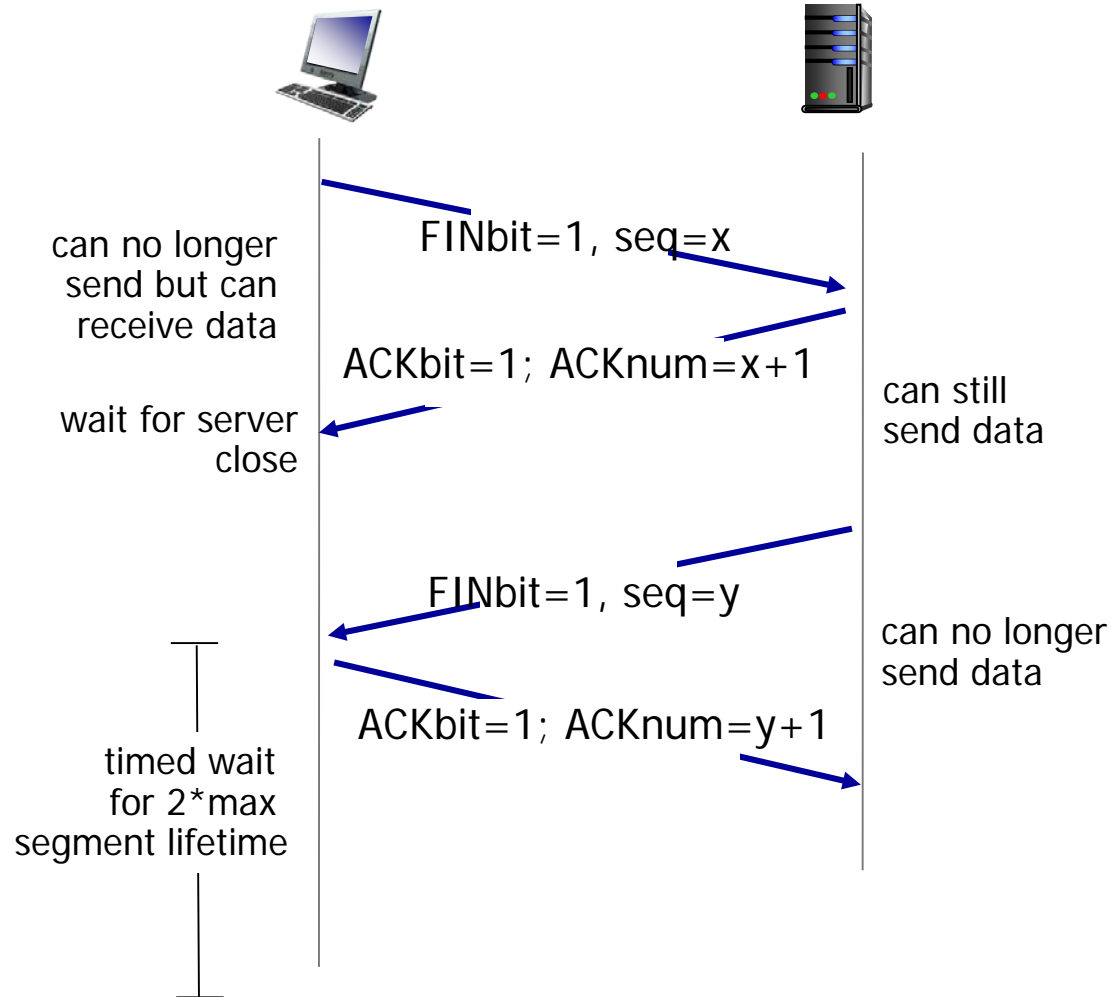 FINbit=1, seq=x
can no longer
send but can
receive data
ACKbit=1; ACKnum=x+1
wait for server
close
can still
send data
FINbit=1, seq=y
can no longer
send data
ACKbit=1; ACKnum=y+1
timed wait
for 2*max
segment lifetime